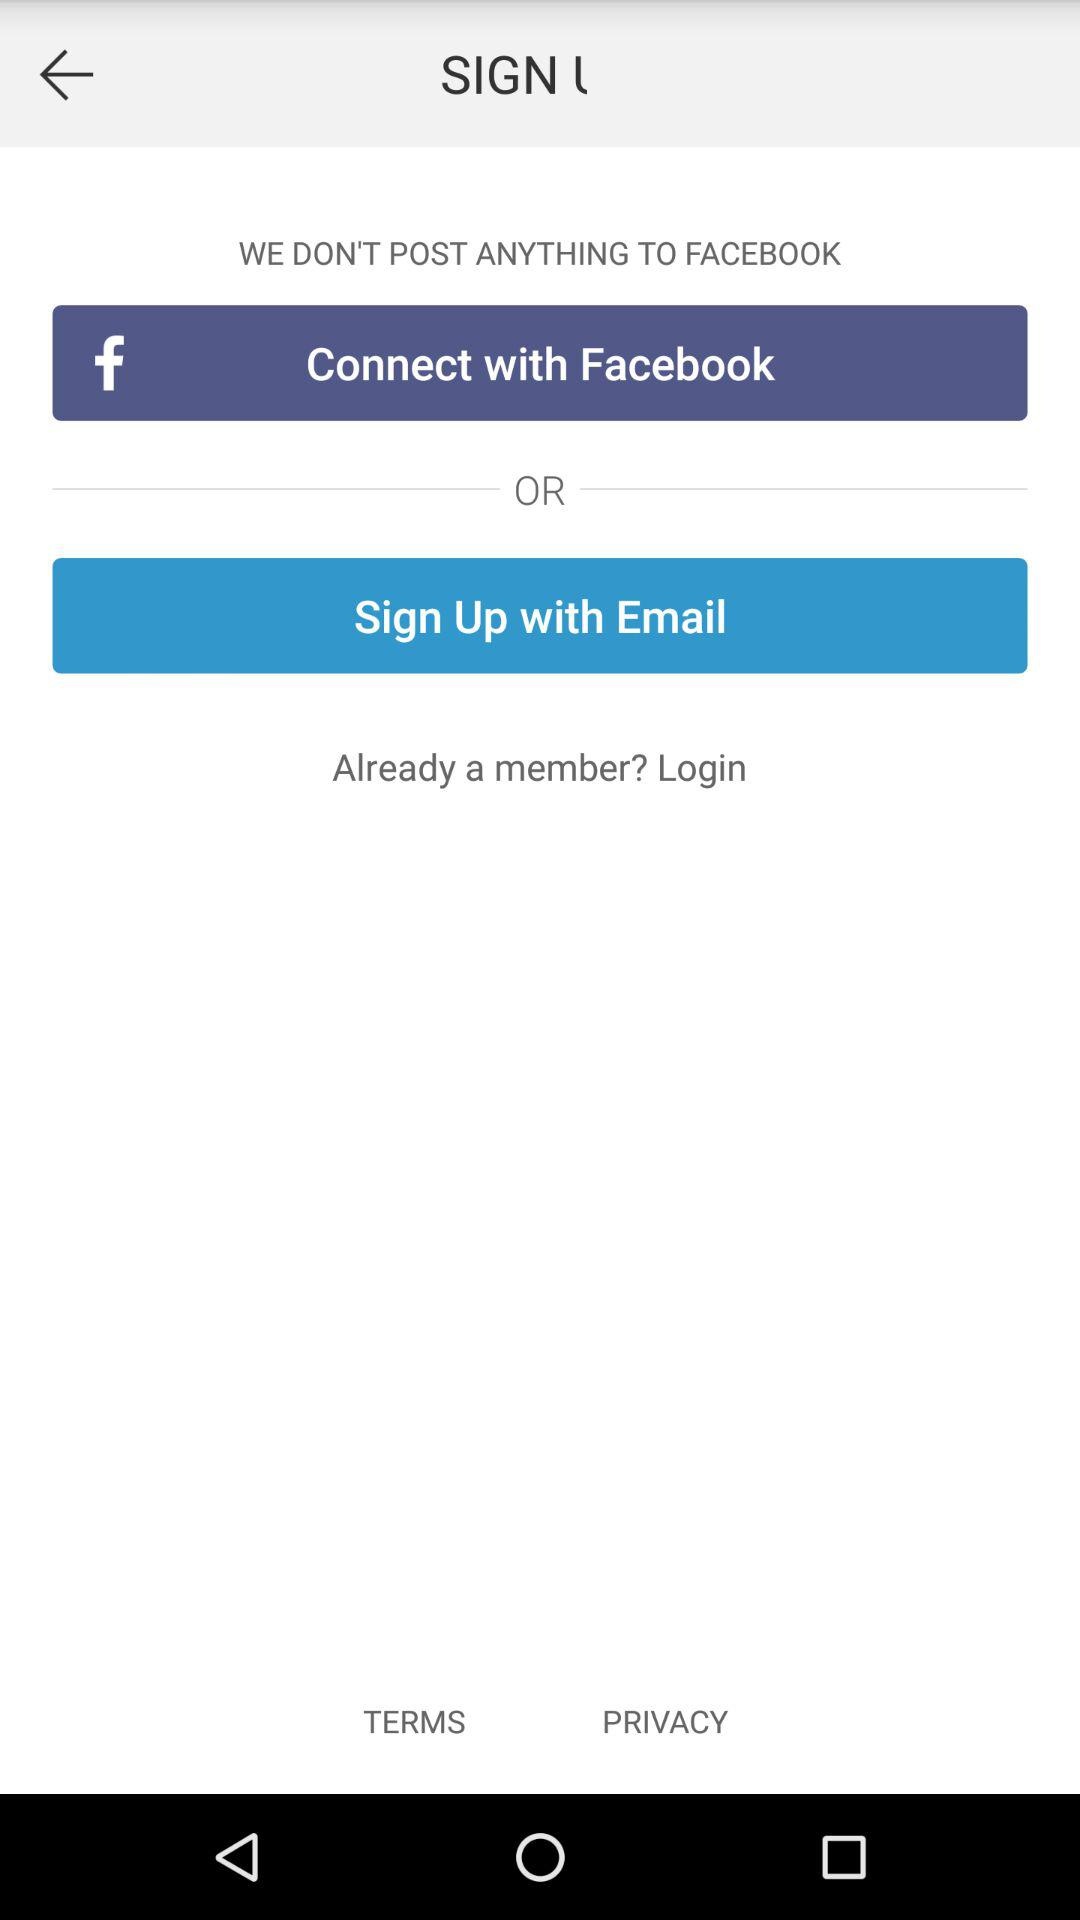 SIGN U
WE DON'T POST ANYTHING TO FACEBOOK
f Connect with Facebook
OR
Sign Up with Email
Already a member? Login
TERMS PRIVACY